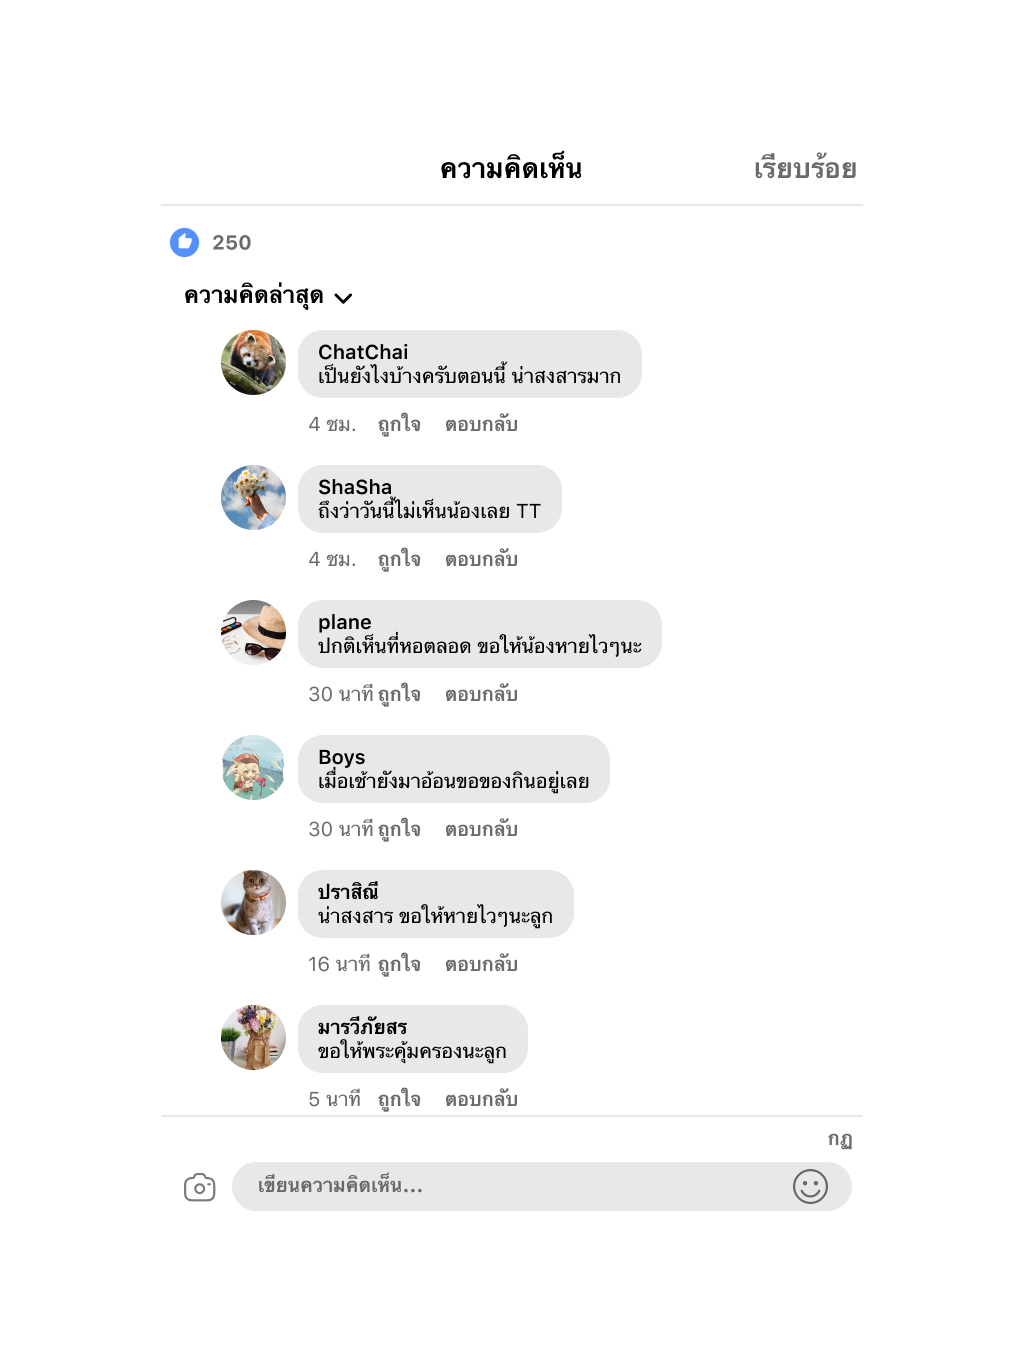 ความคิดเห็น เรียบร้อย
250
ความคิดล่าสุด
ChatChai
เป็นยังไงบ้างครับตอนนี้ น่าสงสารมาก
4 ชม. ถูกใจ ตอบกลับ
ShaSha
ถึงว่าวันนี้ไม่เห็นน้องเลย TT
4 ชม. ถูกใจ ตอบกลับ
plane
ปกติเห็นที่หอตลอด ขอให้น้องหายไวๆนะ
30 นาที ถูกใจ ตอบกลับ
Boys
เมื่อเช้ายังมาอ้อนขอของกินอยู่เลย
30 นาที ถูกใจ ตอบกลับ
ปราสิณี
น่าสงสาร ขอให้หายไวๆนะลูก
16 นาที ถูกใจ ตอบกลับ
มารวีภัยสร
ขอให้พระคุ้มครองนะลูก
5 นาที ถูกใจ ตอบกลับ
กฏ
เขียนความคิดเห็น...